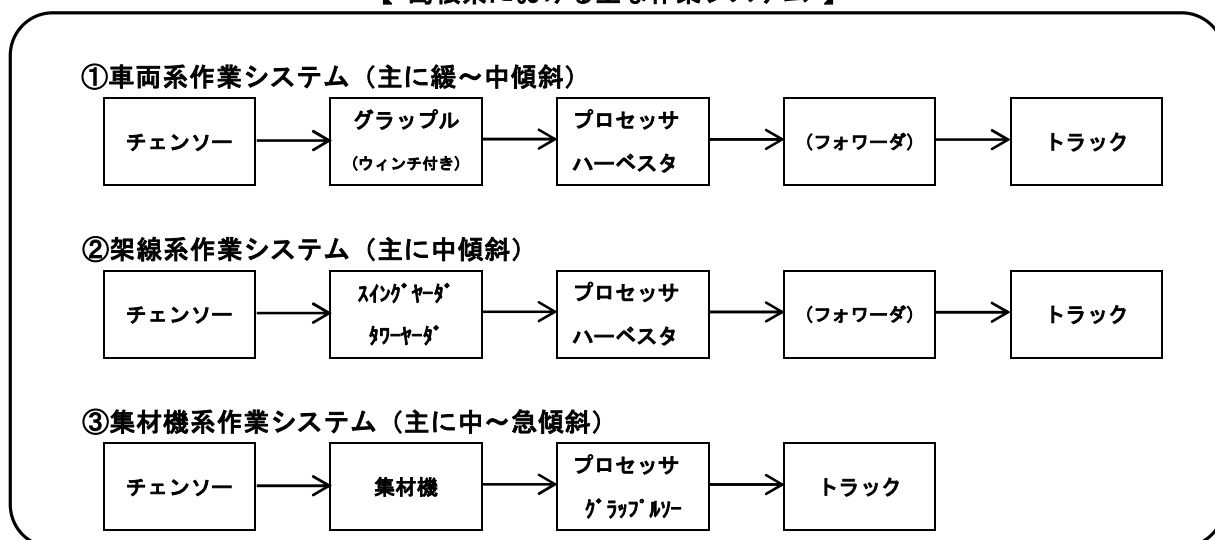 ①車両系作業システム（主に緩～中傾斜）
チェンソー
グラップル
(ウィンチ付き)
プロセッサ
ハーベスタ
(フォワーダ)
トラック
②架線系作業システム（主に中傾斜）
チェンソー
ｽｲﾝｸﾞﾔｰﾀﾞ
ﾀﾜｰﾔｰﾀﾞ
プロセッサ
ハーベスタ
(フォワーダ)
トラック
③集材機系作業システム（主に中～急傾斜）
チェンソー
集材機
プロセッサ
ｸﾞﾗｯﾌﾟﾙｿｰ
トラック